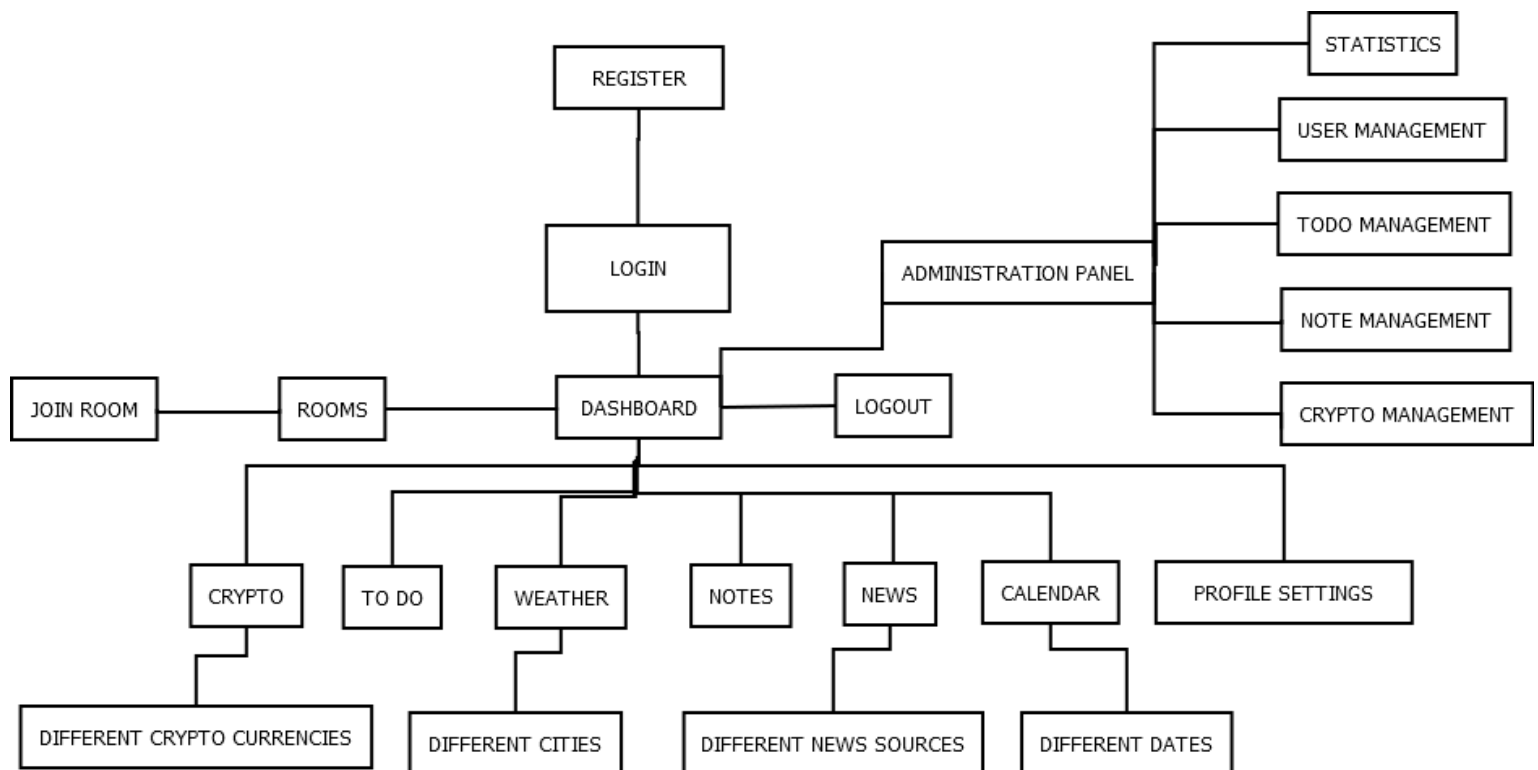 STATISTICS
REGISTER
USER MANAGEMENT
TODO MANAGEMENT
LOGIN
ADMINISTRATION PANEL
NOTE MANAGEMENT
JOIN ROOM
ROOMS
DASHBOARD
LOGOUT
CRYPTO MANAGEMENT
CRYPTO
TO DO
WEATHER
NOTES
NEWS
CALENDAR
PROFILE SETTINGS
DIFFERENT CRYPTO CURRENCIES
DIFFERENT CITIES
DIFFERENT NEWS SOURCES
DIFFERENT DATES